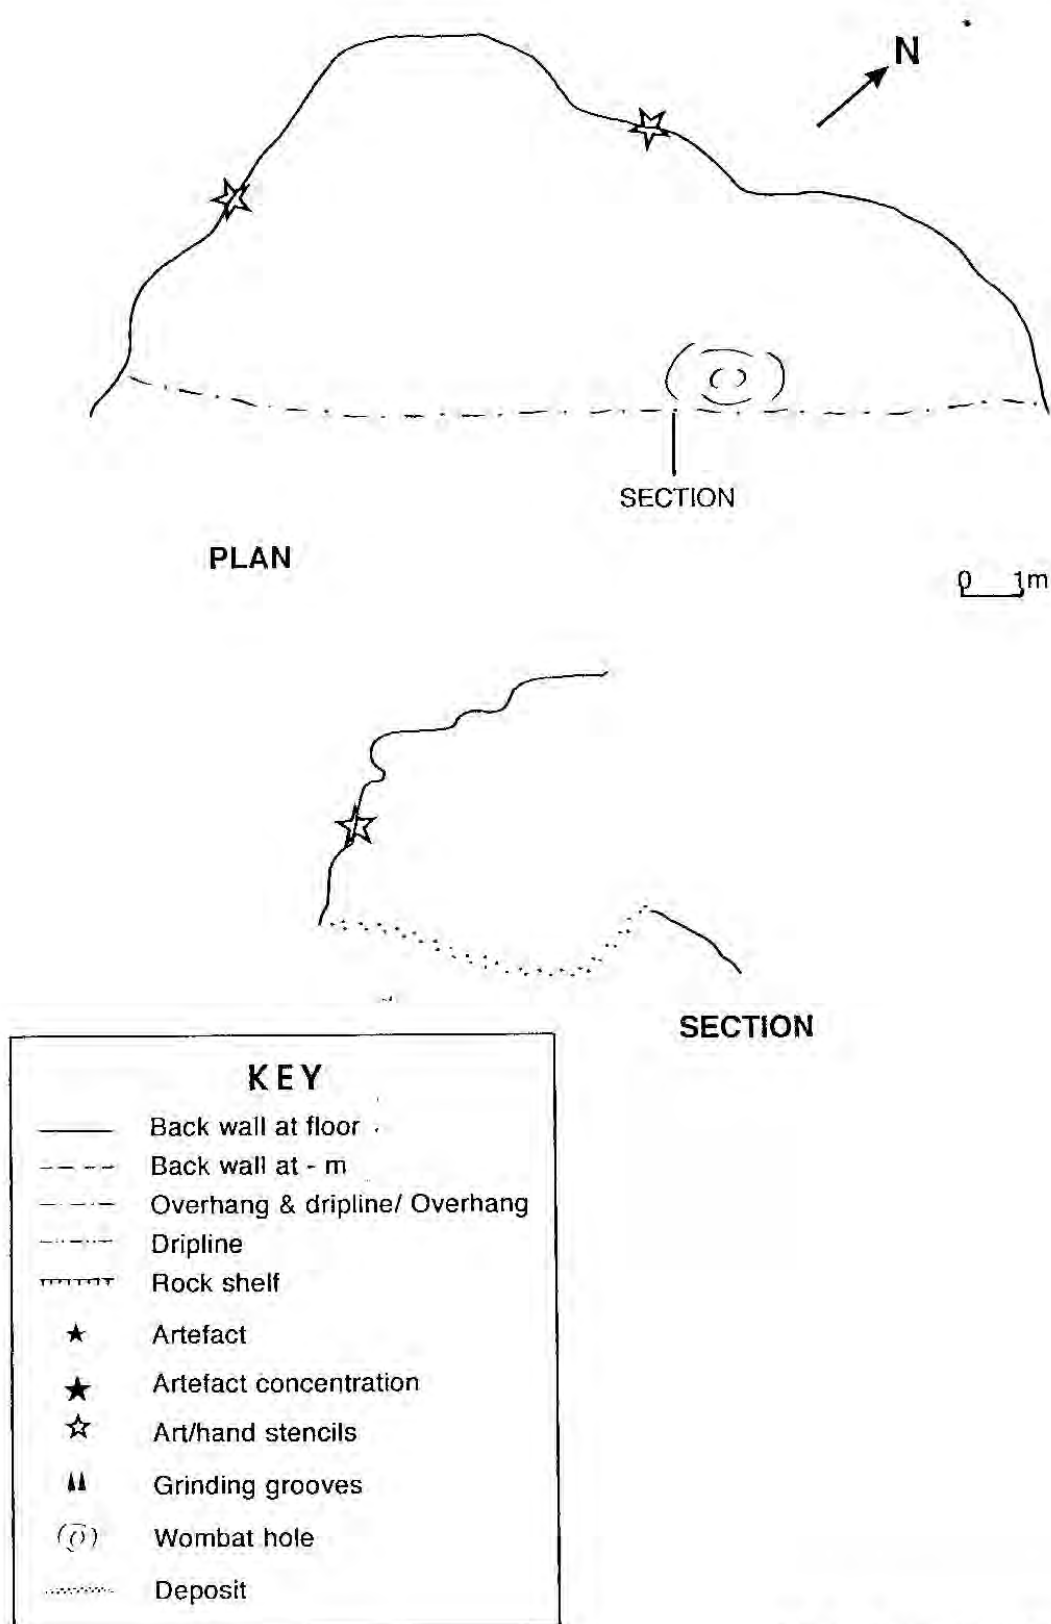 N
SECTION
PLAN
0 1m
SECTION
KEY
Back wall at floor
Back wall at - m
Overhang & dripline/ Overhang
Dripline
Rock shelf
Artefact
Artefact concentration
Art/hand stencils
Grinding grooves
Wombat hole
Deposit